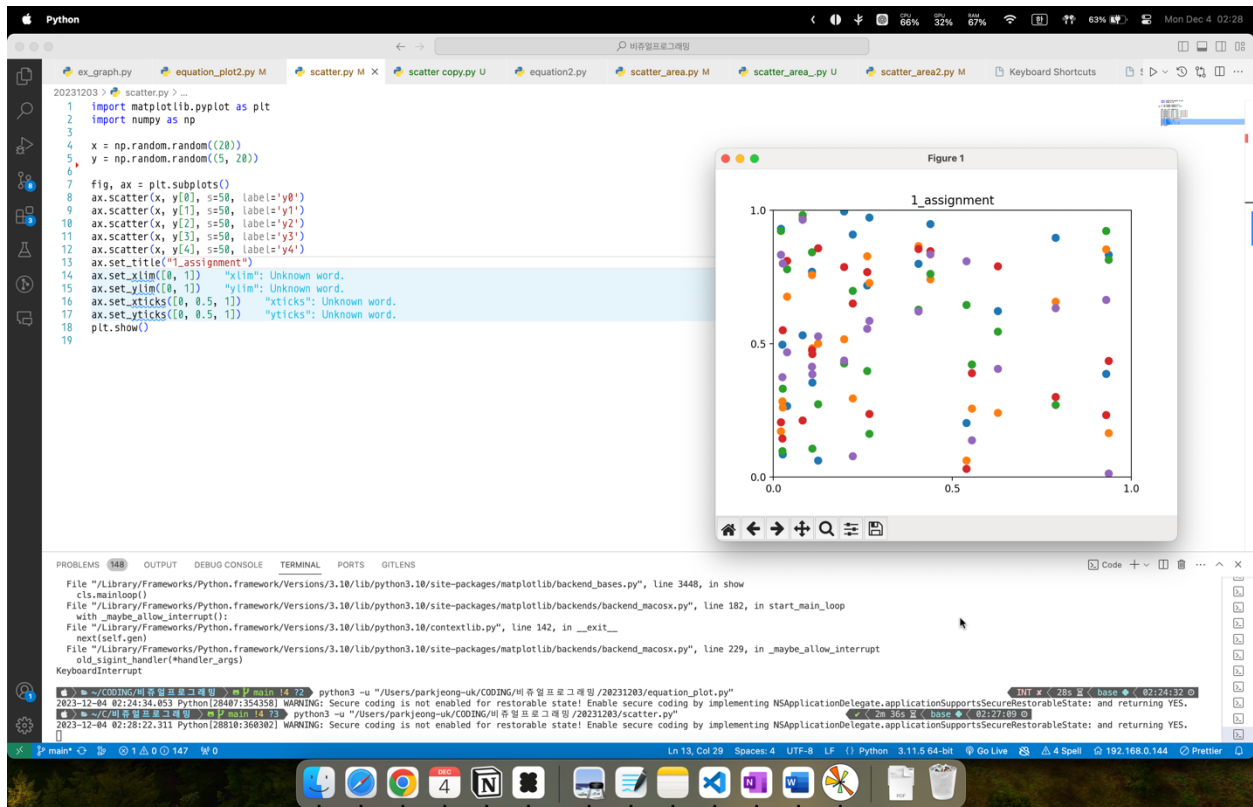 Python
CPU 66% GPU 32% RAM 67% 한 63% Mon Dec 4 02:28
비쥬얼프로그래밍
ex_graph.py equation_plot2.py M scatter.py M scatter copy.py U equation2.py scatter_area.py M scatter_area_.py U scatter_area2.py M Keyboard Shortcuts
20231203 > scatter.py > ...
1 import matplotlib.pyplot as plt
2 import numpy as np
3
4 x = np.random.random((20))
5 y = np.random.random((5, 20))
6
7 fig, ax = plt.subplots()
8 ax.scatter(x, y[0], s=50, label='y0')
9 ax.scatter(x, y[1], s=50, label='y1')
10 ax.scatter(x, y[2], s=50, label='y2')
11 ax.scatter(x, y[3], s=50, label='y3')
12 ax.scatter(x, y[4], s=50, label='y4')
13 ax.set_title("1_assignment")
14 ax.set_xlim([0, 1]) "xlim": Unknown word.
15 ax.set_ylim([0, 1]) "ylim": Unknown word.
16 ax.set_xticks([0, 0.5, 1]) "xticks": Unknown word.
17 ax.set_yticks([0, 0.5, 1]) "yticks": Unknown word.
18 plt.show()
19
Figure 1
1_assignment
1.0
0.5
0.0
0.0 0.5 1.0
PROBLEMS 148 OUTPUT DEBUG CONSOLE TERMINAL PORTS GITLENS Code
File "/Library/Frameworks/Python.framework/Versions/3.10/lib/python3.10/site-packages/matplotlib/backend_bases.py", line 3448, in show
cls.mainloop()
File "/Library/Frameworks/Python.framework/Versions/3.10/lib/python3.10/site-packages/matplotlib/backends/backend_macosx.py", line 182, in start_main_loop
with _maybe_allow_interrupt():
File "/Library/Frameworks/Python.framework/Versions/3.10/lib/python3.10/contextlib.py", line 142, in __exit__
next(self.gen)
File "/Library/Frameworks/Python.framework/Versions/3.10/lib/python3.10/site-packages/matplotlib/backends/backend_macosx.py", line 229, in _maybe_allow_interrupt
old_sigint_handler(*handler_args)
KeyboardInterrupt
~/CODING/비쥬얼프로그래밍 main !4 ?2 python3 -u "/Users/parkjeong-uk/CODING/비쥬얼프로그래밍/20231203/equation_plot.py" INT ✘ 28s base 02:24:32
2023-12-04 02:24:34.053 Python[28407:354358] WARNING: Secure coding is not enabled for restorable state! Enable secure coding by implementing NSApplicationDelegate.applicationSupportsSecureRestorableState: and returning YES.
~/C/비쥬얼프로그래밍 main !4 ?3 python3 -u "/Users/parkjeong-uk/CODING/비쥬얼프로그래밍/20231203/scatter.py" ✔ 2m 36s base 02:27:09
2023-12-04 02:28:22.311 Python[28810:360302] WARNING: Secure coding is not enabled for restorable state! Enable secure coding by implementing NSApplicationDelegate.applicationSupportsSecureRestorableState: and returning YES.
main* 1 0 147 0 Ln 13, Col 29 Spaces: 4 UTF-8 LF Python 3.11.5 64-bit Go Live 4 Spell 192.168.0.144 Prettier
DEC
4
PDF